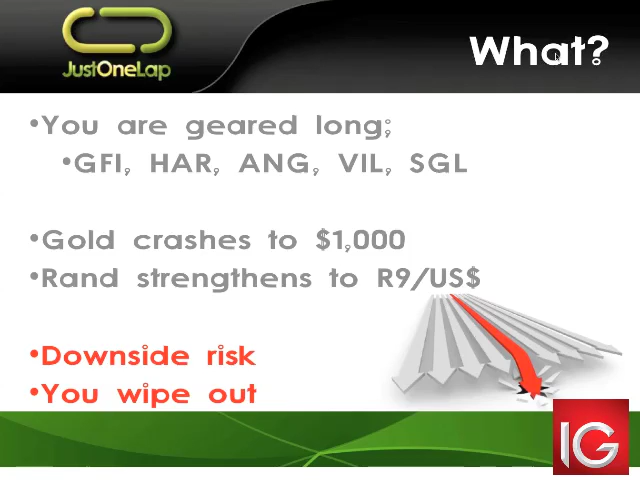 JustOneLap
What?
•You are geared long;
•GFI, HAR, ANG, VIL, SGL
•Gold crashes to $1,000
•Rand strengthens to R9/US$
•Downside risk
•You wipe out
IG